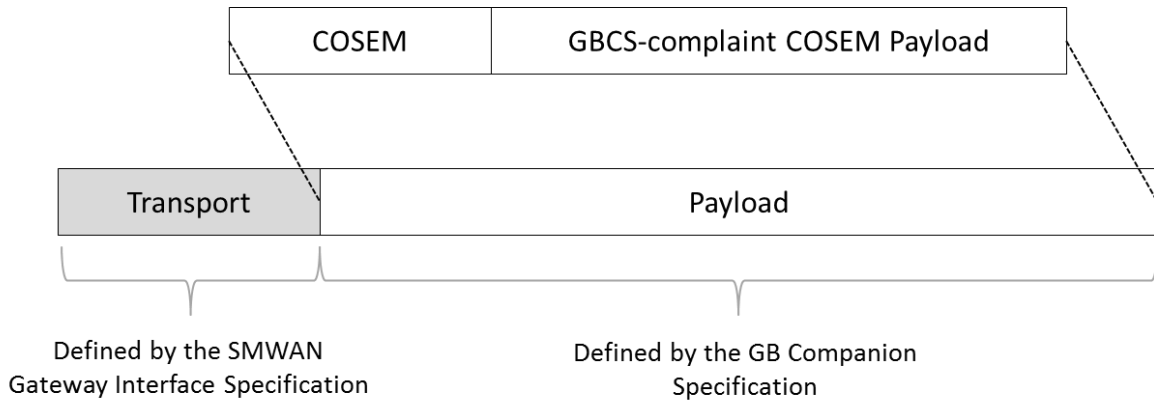 COSEM
GBCS-complaint COSEM Payload
Transport
Payload
Defined by the SMWAN
Gateway Interface Specification
Defined by the GB Companion
Specification